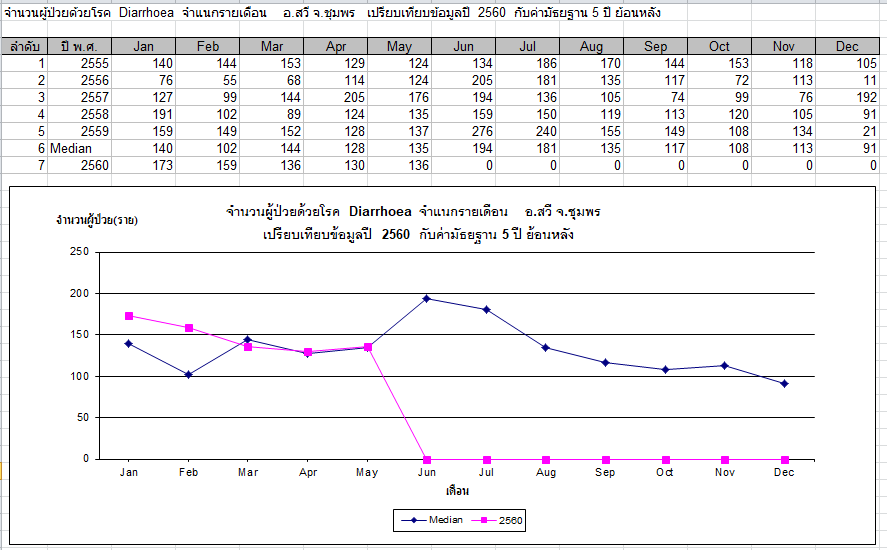 จำนวนผู้ป่วยด้วยโรค Diarrhoea จำแนกรายเดือน อ.สวี จ.ชุมพร เปรียบเทียบข้อมูลปี 2560 กับค่ามัธยฐาน 5 ปี ย้อนหลัง
ลำดับ ปี พ.ศ. Jan Feb Mar Apr May Jun Jul Aug Sep Oct Nov Dec
1 2555 140 144 153 129 124 134 186 170 144 153 118 105
2 2556 76 55 68 114 124 205 181 135 117 72 113 11
3 2557 127 99 144 205 176 194 136 105 74 99 76 192
4 2558 191 102 89 124 135 159 150 119 113 120 105 91
5 2559 159 149 152 128 137 276 240 155 149 108 134 21
6 Median 140 102 144 128 135 194 181 135 117 108 113 91
7 2560 173 159 136 130 136 0 0 0 0 0 0 0
จำนวนผู้ป่วยด้วยโรค Diarrhoea จำแนกรายเดือน อ.สวี จ.ชุมพร
จำนวนผู้ป่วย(ราย)
เปรียบเทียบข้อมูลปี 2560 กับค่ามัธยฐาน 5 ปี ย้อนหลัง
250
200
150
100
50
0
Jan Feb Mar Apr May Jun Jul Aug Sep Oct Nov Dec
เดือน
Median 2560